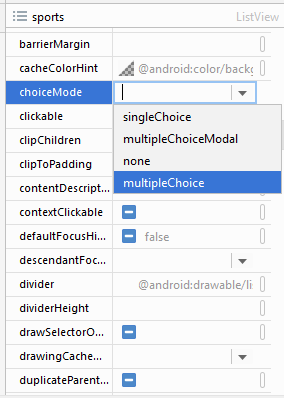 sports ListView
barrierMargin
cacheColorHint @android:color/backg
choiceMode
clickable singleChoice
clipChildren multipleChoiceModal
clipToPadding none
contentDescript... multipleChoice
contextClickable
defaultFocusHi... false
descendantFoc...
divider @android:drawable/lis
dividerHeight
drawSelectorO...
drawingCache...
duplicateParent...